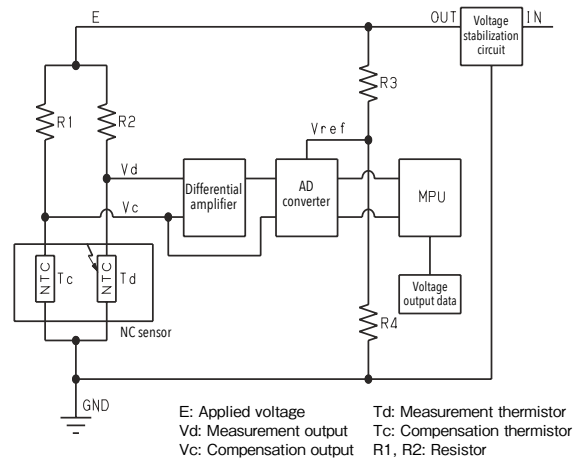 E
OUT
Voltage
stabilization
circuit
IN
R1
R2
R3
Vref
Vd
Vc
Differential
amplifier
AD
converter
MPU
NTC
Tc
NTC
Td
NC sensor
Voltage
output data
R4
GND
E: Applied voltage
Td: Measurement thermistor
Vd: Measurement output
Tc: Compensation thermistor
Vc: Compensation output
R1, R2: Resistor